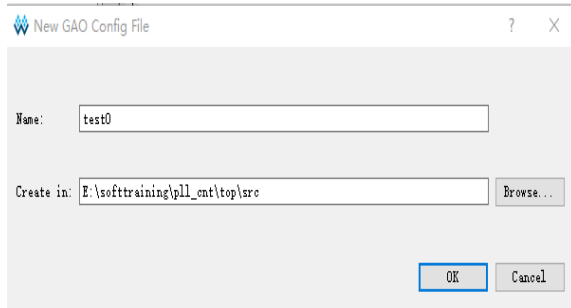 New GAO Config File
Name: test0
Create in: E:\softtraining\pll_cnt\top\src Browse...
OK Cancel